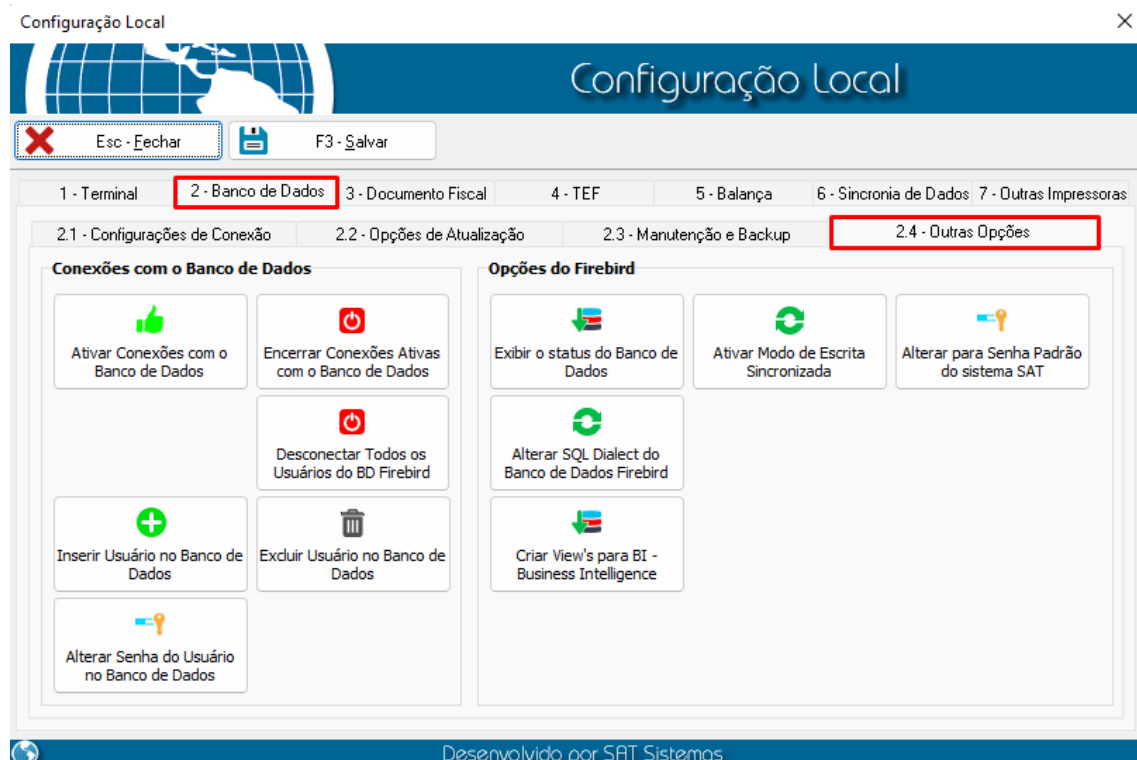 Configuração Local
Configuração Local
Esc - Fechar
F3 - Salvar
1 - Terminal
2 - Banco de Dados
3 - Documento Fiscal
4 - TEF
5 - Balança
6 - Sincronia de Dados
7 - Outras Impressoras
2.1 - Configurações de Conexão
2.2 - Opções de Atualização
2.3 - Manutenção e Backup
2.4 - Outras Opções
Conexões com o Banco de Dados
Ativar Conexões com o
Banco de Dados
Encerrar Conexões Ativas
com o Banco de Dados
Desconectar Todos os
Usuários do BD Firebird
Inserir Usuário no Banco de
Dados
Excluir Usuário no Banco de
Dados
Alterar Senha do Usuário
no Banco de Dados
Opções do Firebird
Exibir o status do Banco de
Dados
Ativar Modo de Escrita
Sincronizada
Alterar para Senha Padrão
do sistema SAT
Alterar SQL Dialect do
Banco de Dados Firebird
Criar View's para BI -
Business Intelligence
Desenvolvido por SAT Sistemas